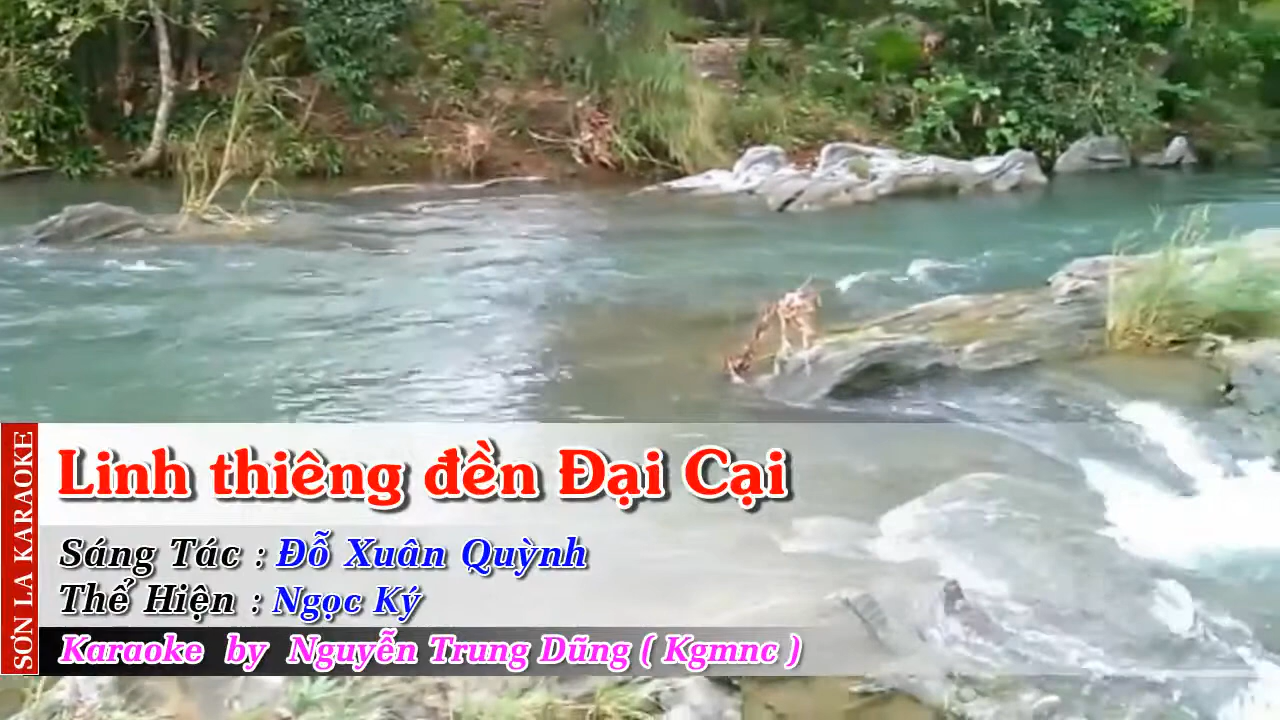 SƠN LA KARAOKE
Linh thiêng đền Đại Cại
Sáng Tác : Đỗ Xuân Quỳnh
Thể Hiện : Ngọc Ký
Karaoke by Nguyễn Trung Dũng ( Kgmnc )